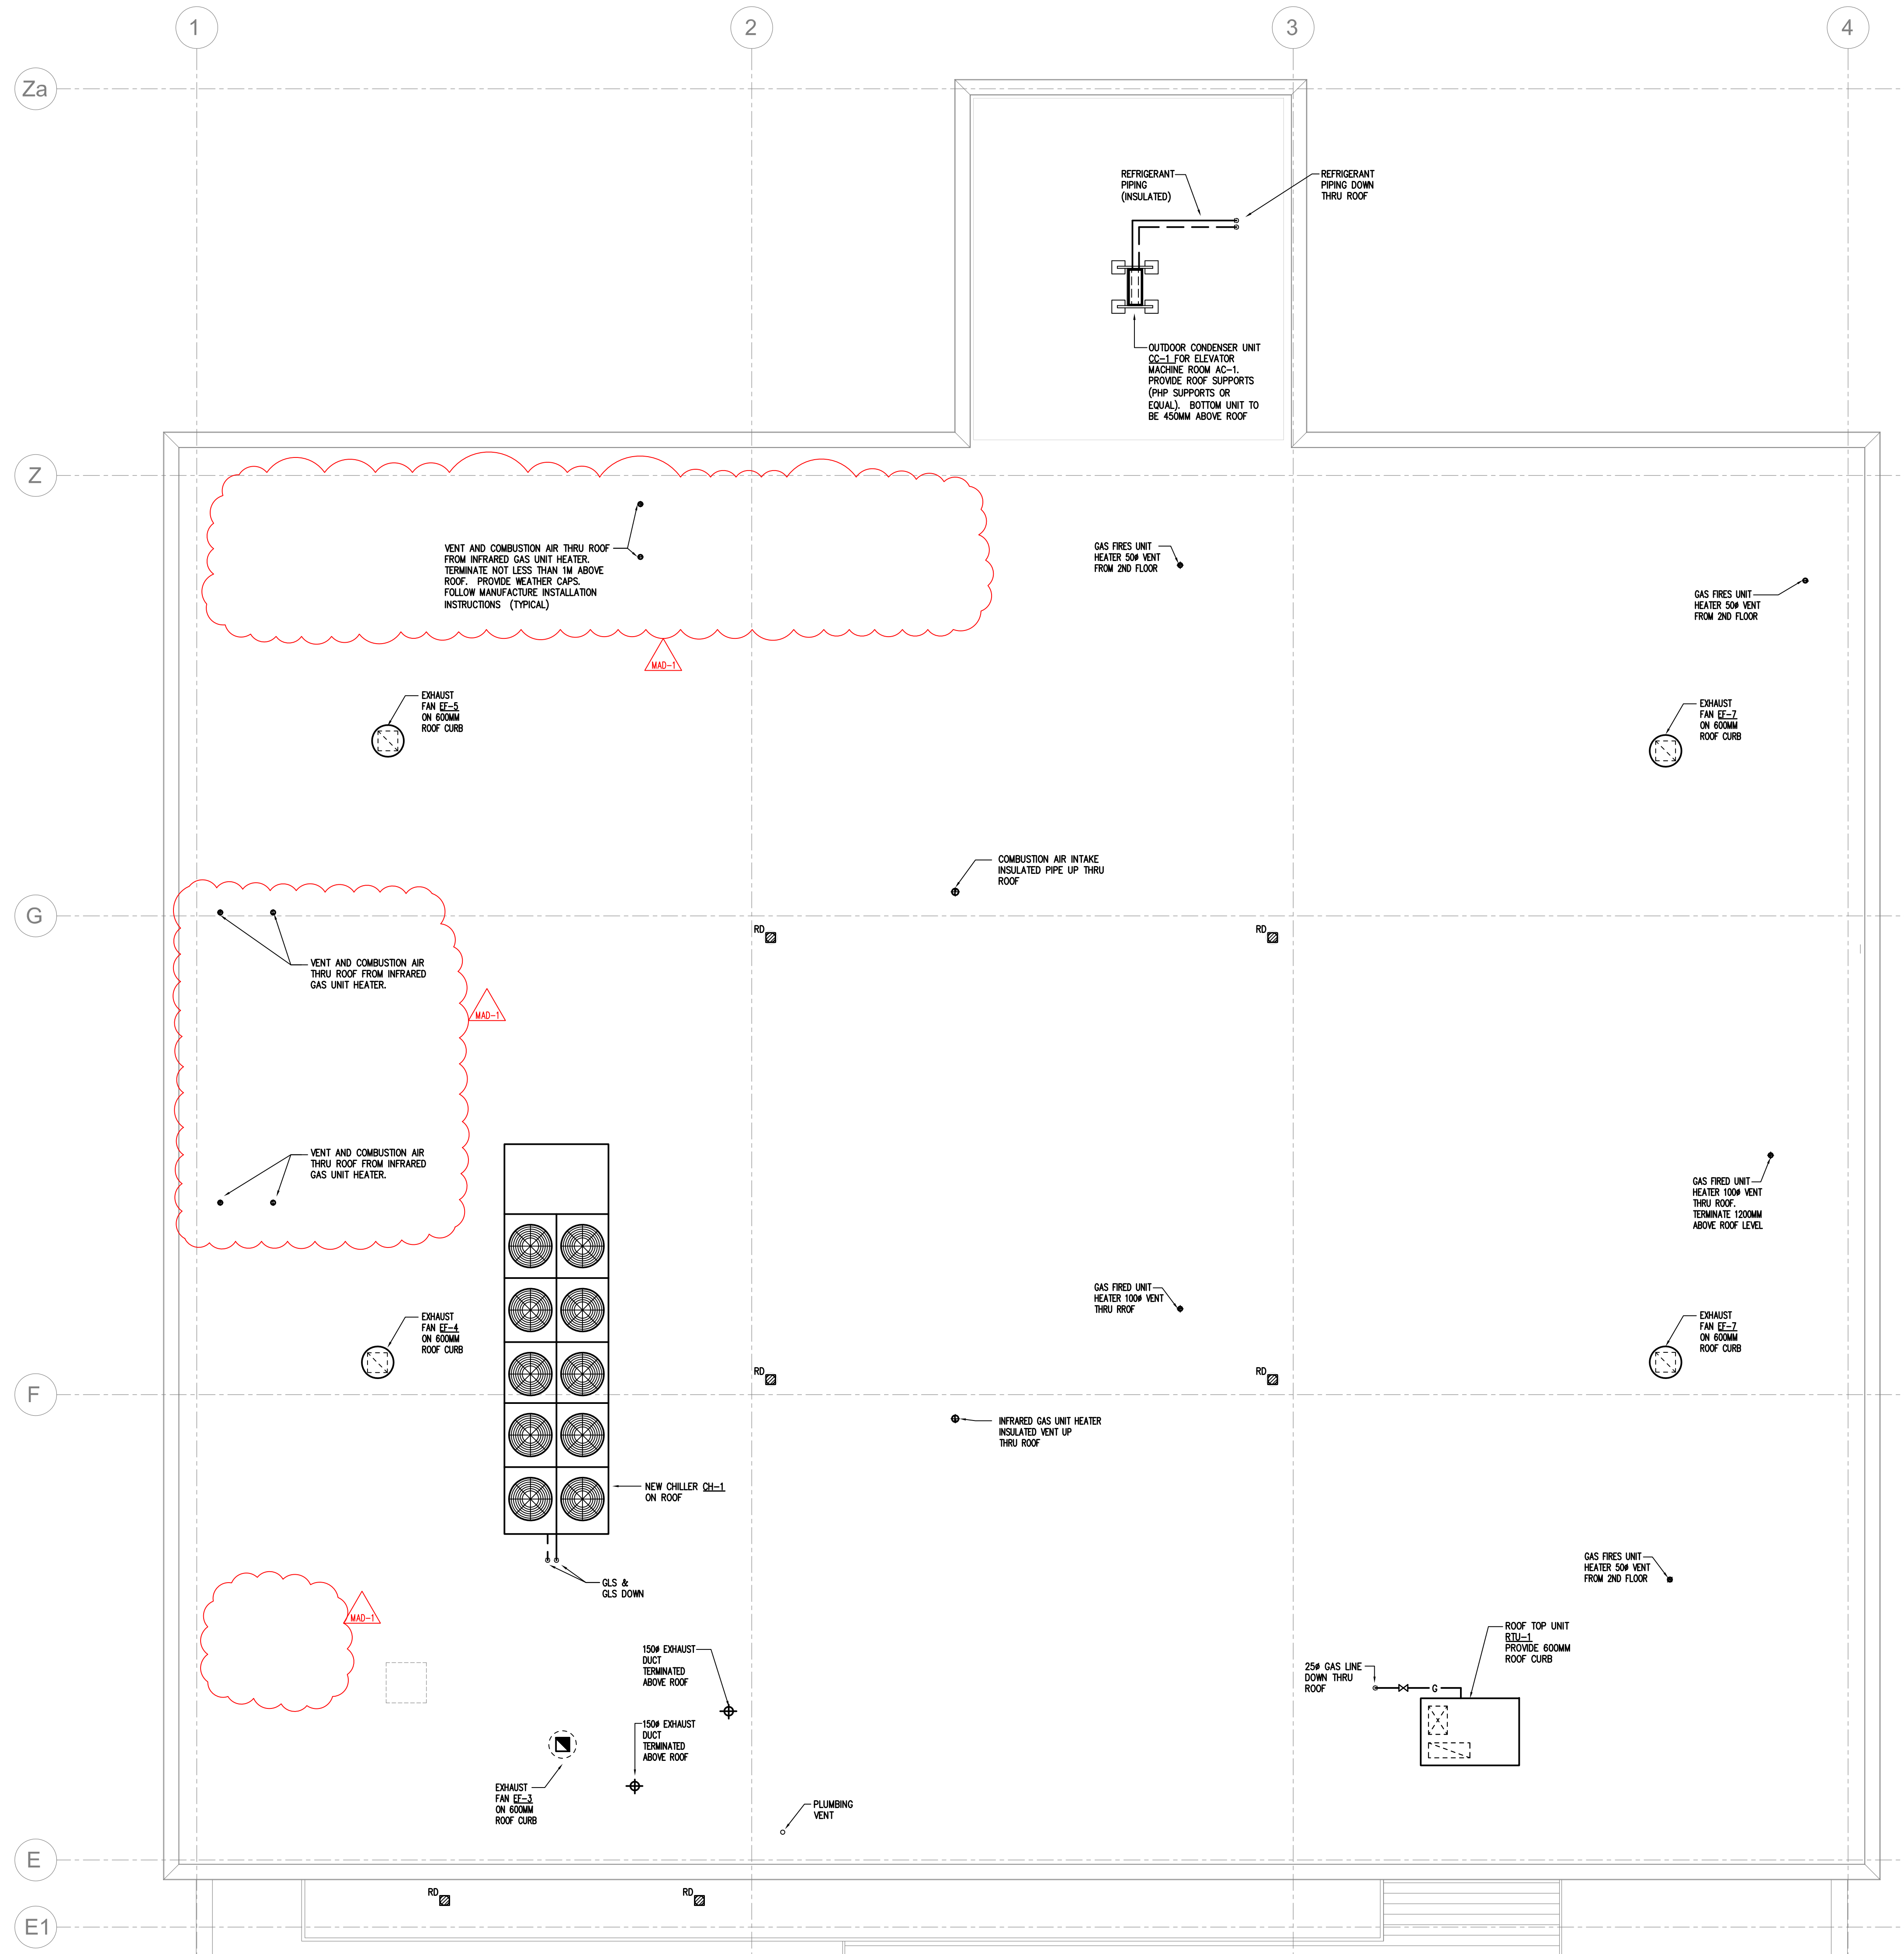 1
2
3
4
Za
REFRIGERANT
PIPING
(INSULATED)
REFRIGERANT
PIPING DOWN
THRU ROOF
OUTDOOR CONDENSER UNIT
CC-1 FOR ELEVATOR
MACHINE ROOM AC-1.
PROVIDE ROOF SUPPORTS
(PHP SUPPORTS OR
EQUAL). BOTTOM UNIT TO
BE 450MM ABOVE ROOF
Z
VENT AND COMBUSTION AIR THRU ROOF
FROM INFRARED GAS UNIT HEATER.
TERMINATE NOT LESS THAN 1M ABOVE
ROOF. PROVIDE WEATHER CAPS.
FOLLOW MANUFACTURE INSTALLATION
INSTRUCTIONS (TYPICAL)
GAS FIRES UNIT
HEATER 50ø VENT
FROM 2ND FLOOR
GAS FIRES UNIT
HEATER 50ø VENT
FROM 2ND FLOOR
MAD-1
EXHAUST
FAN EF-5
ON 600MM
ROOF CURB
EXHAUST
FAN EF-7
ON 600MM
ROOF CURB
COMBUSTION AIR INTAKE
INSULATED PIPE UP THRU
ROOF
G
RD
RD
VENT AND COMBUSTION AIR
THRU ROOF FROM INFRARED
GAS UNIT HEATER.
MAD-1
VENT AND COMBUSTION AIR
THRU ROOF FROM INFRARED
GAS UNIT HEATER.
GAS FIRED UNIT
HEATER 100ø VENT
THRU ROOF.
TERMINATE 1200MM
ABOVE ROOF LEVEL
GAS FIRED UNIT
HEATER 100ø VENT
THRU RROF
EXHAUST
FAN EF-4
ON 600MM
ROOF CURB
EXHAUST
FAN EF-7
ON 600MM
ROOF CURB
RD
RD
F
INFRARED GAS UNIT HEATER
INSULATED VENT UP
THRU ROOF
NEW CHILLER CH-1
ON ROOF
GLS &
GLS DOWN
GAS FIRES UNIT
HEATER 50ø VENT
FROM 2ND FLOOR
MAD-1
150ø EXHAUST
DUCT
TERMINATED
ABOVE ROOF
ROOF TOP UNIT
RTU-1
PROVIDE 600MM
ROOF CURB
25ø GAS LINE
DOWN THRU
ROOF
G
150ø EXHAUST
DUCT
TERMINATED
ABOVE ROOF
EXHAUST
FAN EF-3
ON 600MM
ROOF CURB
PLUMBING
VENT
E
RD
RD
E1